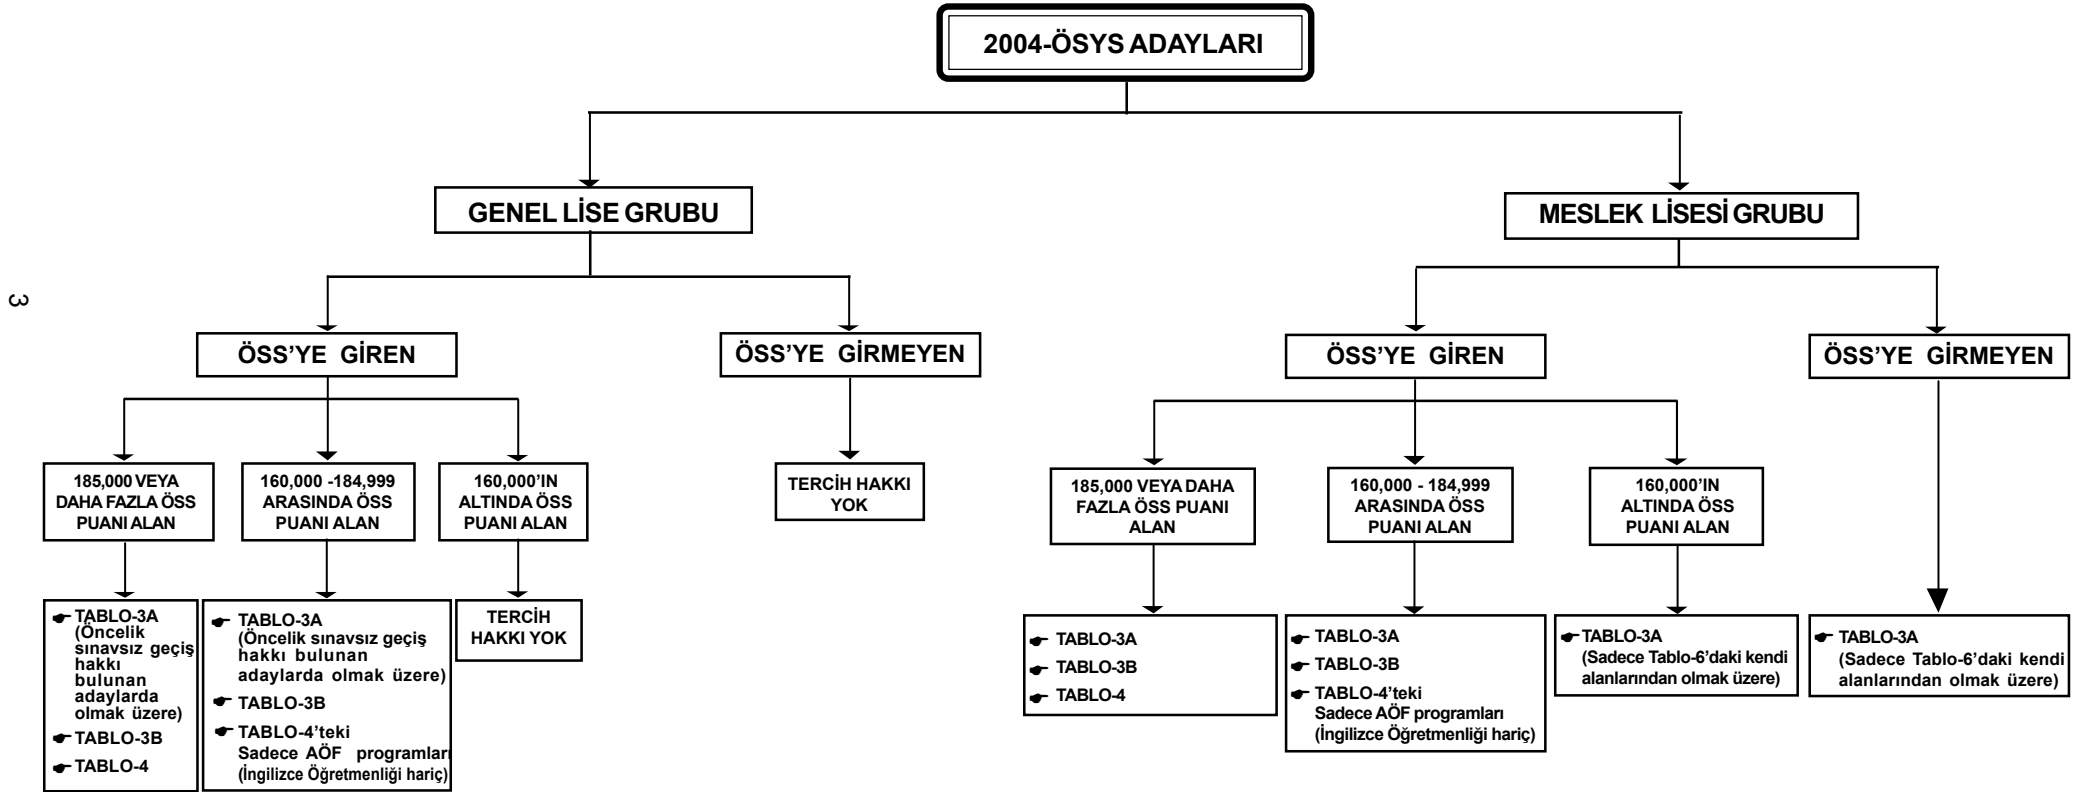 2004-ÖSYS ADAYLARI
GENEL LİSE GRUBU
MESLEK LİSESİ GRUBU
3
ÖSS’YE GİREN
ÖSS’YE GİRMEYEN
ÖSS’YE GİREN
ÖSS’YE GİRMEYEN
185,000 VEYA
DAHA FAZLA ÖSS
PUANI ALAN
160,000 -184,999
ARASINDA ÖSS
PUANI ALAN
160,000’IN
ALTINDA ÖSS
PUANI ALAN
TERCİH HAKKI
YOK
185,000 VEYA DAHA
FAZLA ÖSS PUANI
ALAN
160,000 - 184,999
ARASINDA ÖSS
PUANI ALAN
160,000’IN
ALTINDA ÖSS
PUANI ALAN
TABLO-3A
(Öncelik
sınavsız geçiş
hakkı
bulunan
adaylarda
olmak üzere)
TABLO-3B
TABLO-4
TABLO-3A
(Öncelik sınavsız geçiş
hakkı bulunan
adaylarda olmak üzere)
TABLO-3B
TABLO-4’teki
Sadece AÖF programları
(İngilizce Öğretmenliği hariç)
TERCİH
HAKKI YOK
TABLO-3A
TABLO-3B
TABLO-4
TABLO-3A
TABLO-3B
TABLO-4’teki
Sadece AÖF programları
(İngilizce Öğretmenliği hariç)
TABLO-3A
(Sadece Tablo-6’daki kendi
alanlarından olmak üzere)
TABLO-3A
(Sadece Tablo-6’daki kendi
alanlarından olmak üzere)